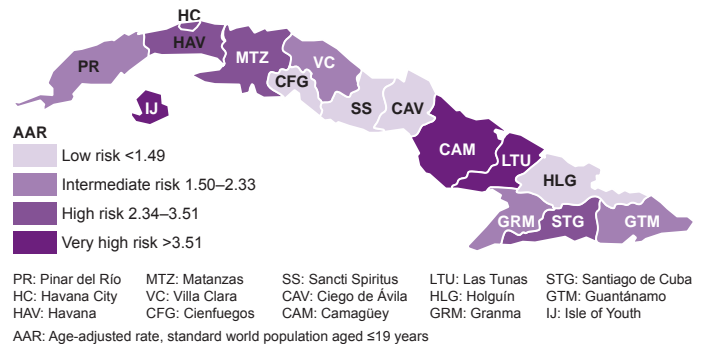 HC
HAV
PR
MTZ
VC
CFG
IJ
SS
CAV
CAM
LTU
HLG
GRM
STG
GTM
AAR
Low risk <1.49
Intermediate risk 1.50–2.33
High risk 2.34–3.51
Very high risk >3.51
PR: Pinar del Río MTZ: Matanzas SS: Sancti Spiritus LTU: Las Tunas STG: Santiago de Cuba
HC: Havana City VC: Villa Clara CAV: Ciego de Ávila HLG: Holguín GTM: Guantánamo
HAV: Havana CFG: Cienfuegos CAM: Camagüey GRM: Granma IJ: Isle of Youth
AAR: Age-adjusted rate, standard world population aged ≤19 years